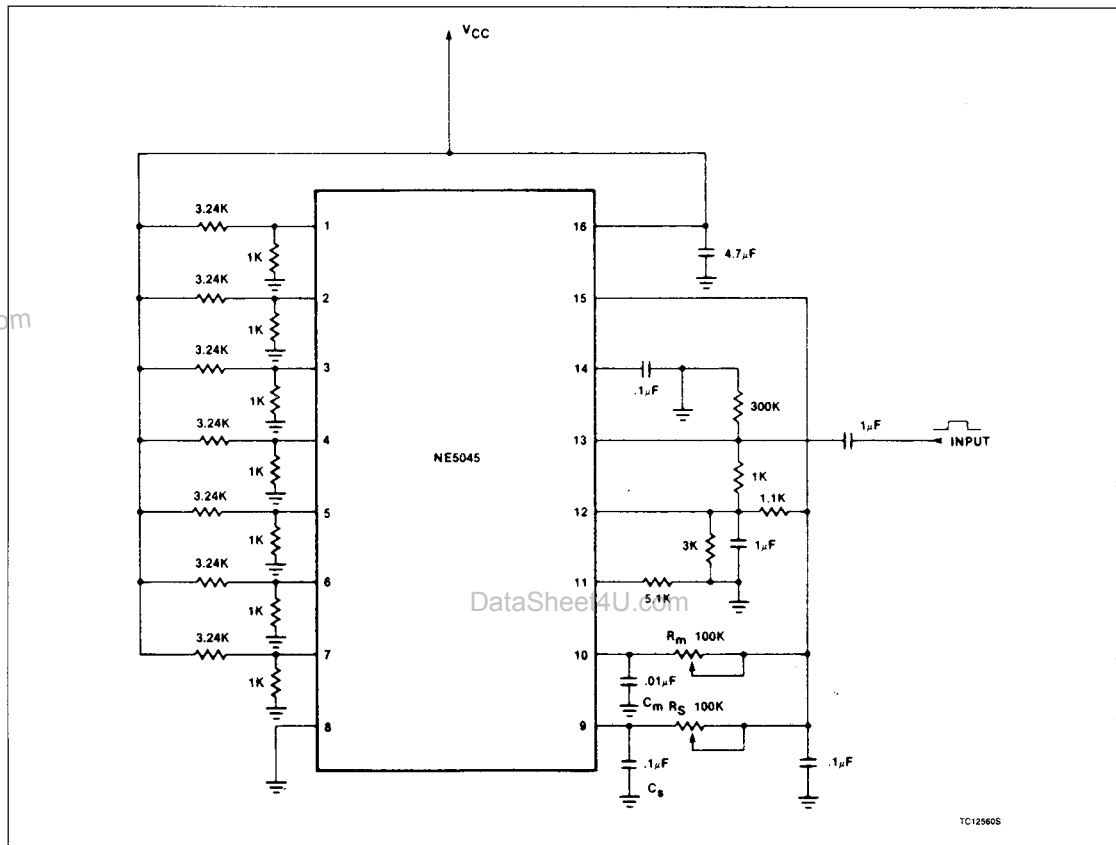 VCC
3.24K
1
16
1K
4.7μF
3.24K
2
15
1K
3.24K
3
14
.1μF
1K
300K
3.24K
4
13
1μF
INPUT
NE5045
1K
1K
1.1K
3.24K
5
12
1K
3K
1μF
3.24K
6
11
5.1K
DataSheet4U.com
1K
3.24K
7
10
Rm 100K
1K
.01μF
Cm RS 100K
8
9
.1μF
.1μF
Cs
TC12560S
om